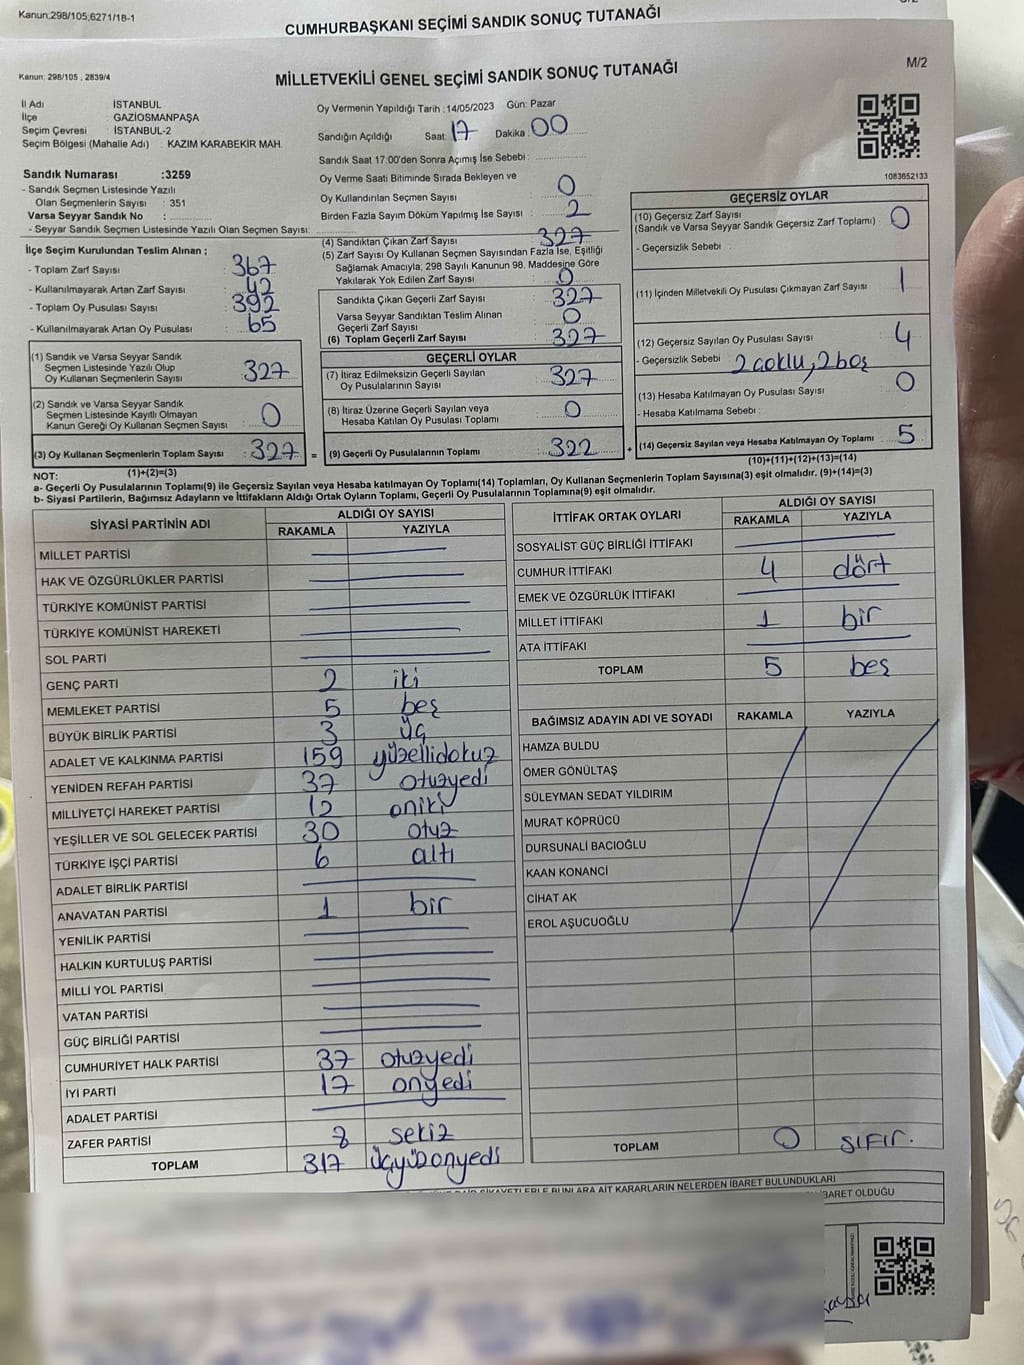 Kanun:298/105;6271/18-1
CUMHURBAŞKANI SEÇİMİ SANDIK SONUÇ TUTANAĞI
Kanun: 298/105 , 2839/4
MİLLETVEKİLİ GENEL SEÇİMİ SANDIK SONUÇ TUTANAĞI
M/2
İl Adı : İSTANBUL
İlçe : GAZİOSMANPAŞA
Seçim Çevresi : İSTANBUL-2
Seçim Bölgesi (Mahalle Adı) : KAZIM KARABEKİR MAH.
Oy Vermenin Yapıldığı Tarih :14/05/2023 Gün: Pazar
Sandığın Açıldığı Saat: 17 Dakika: 00
Sandık Saat 17:00'den Sonra Açımış İse Sebebi :
1083652133
Sandık Numarası :3259
- Sandık Seçmen Listesinde Yazılı
Olan Seçmenlerin Sayısı : 351
Varsa Seyyar Sandık No :
- Seyyar Sandık Seçmen Listesinde Yazılı Olan Seçmen Sayısı:
Oy Verme Saati Bitiminde Sırada Bekleyen ve
Oy Kullandırılan Seçmen Sayısı : 0
Birden Fazla Sayım Döküm Yapılmış İse Sayısı : 2
İlçe Seçim Kurulundan Teslim Alınan ;
- Toplam Zarf Sayısı : 367
- Kullanılmayarak Artan Zarf Sayısı : 42
- Toplam Oy Pusulası Sayısı : 392
- Kullanılmayarak Artan Oy Pusulası : 65
(4) Sandıktan Çıkan Zarf Sayısı : 327
(5) Zarf Sayısı Oy Kullanan Seçmen Sayısından Fazla İse, Eşitliği
Sağlamak Amacıyla, 298 Sayılı Kanunun 98. Maddesine Göre
Yakılarak Yok Edilen Zarf Sayısı : 0
Sandıkta Çıkan Geçerli Zarf Sayısı : 327
Varsa Seyyar Sandıktan Teslim Alınan
Geçerli Zarf Sayısı : 0
(6) Toplam Geçerli Zarf Sayısı : 327
GEÇERSİZ OYLAR
(10) Geçersiz Zarf Sayısı
(Sandık ve Varsa Seyyar Sandık Geçersiz Zarf Toplamı) : 0
- Geçersizlik Sebebi :
(11) İçinden Milletvekili Oy Pusulası Çıkmayan Zarf Sayısı : 1
(12) Geçersiz Sayılan Oy Pusulası Sayısı : 4
- Geçersizlik Sebebi : 2 çoklu, 2 boş
(13) Hesaba Katılmayan Oy Pusulası Sayısı : 0
- Hesaba Katılmama Sebebi :
(14) Geçersiz Sayılan veya Hesaba Katılmayan Oy Toplamı : 5
(10)+(11)+(12)+(13)=(14)
(1) Sandık ve Varsa Seyyar Sandık
Seçmen Listesinde Yazılı Olup
Oy Kullanan Seçmenlerin Sayısı : 327
(2) Sandık ve Varsa Seyyar Sandık
Seçmen Listesinde Kayıtlı Olmayan
Kanun Gereği Oy Kullanan Seçmen Sayısı : 0
(3) Oy Kullanan Seçmenlerin Toplam Sayısı : 327 =
(1)+(2)=(3)
GEÇERLİ OYLAR
(7) İtiraz Edilmeksizin Geçerli Sayılan
Oy Pusulalarının Sayısı : 327
(8) İtiraz Üzerine Geçerli Sayılan veya
Hesaba Katılan Oy Pusulası Toplamı : 0
(9) Geçerli Oy Pusulalarının Toplamı : 322 +
NOT:
a- Geçerli Oy Pusulalarının Toplamı(9) ile Geçersiz Sayılan veya Hesaba katılmayan Oy Toplamı(14) Toplamları, Oy Kullanan Seçmenlerin Toplam Sayısına(3) eşit olmalıdır. (9)+(14)=(3)
b- Siyasi Partilerin, Bağımsız Adayların ve İttifakların Aldığı Ortak Oyların Toplamı, Geçerli Oy Pusulalarının Toplamına(9) eşit olmalıdır.
SİYASİ PARTİNİN ADI ALDIĞI OY SAYISI
RAKAMLA YAZIYLA
MİLLET PARTİSİ
HAK VE ÖZGÜRLÜKLER PARTİSİ
TÜRKİYE KOMÜNİST PARTİSİ
TÜRKİYE KOMÜNİST HAREKETİ
SOL PARTİ
GENÇ PARTİ 2 iki
MEMLEKET PARTİSİ 5 beş
BÜYÜK BİRLİK PARTİSİ 3 üç
ADALET VE KALKINMA PARTİSİ 159 yüzellidokuz
YENİDEN REFAH PARTİSİ 37 otuzyedi
MİLLİYETÇİ HAREKET PARTİSİ 12 oniki
YEŞİLLER VE SOL GELECEK PARTİSİ 30 otuz
TÜRKİYE İŞÇİ PARTİSİ 6 altı
ADALET BİRLİK PARTİSİ
ANAVATAN PARTİSİ 1 bir
YENİLİK PARTİSİ
HALKIN KURTULUŞ PARTİSİ
MİLLİ YOL PARTİSİ
VATAN PARTİSİ
GÜÇ BİRLİĞİ PARTİSİ
CUMHURİYET HALK PARTİSİ 37 otuzyedi
İYİ PARTİ 17 onyedi
ADALET PARTİSİ
ZAFER PARTİSİ 8 sekiz
TOPLAM 317 üçyüzonyedi
İTTİFAK ORTAK OYLARI ALDIĞI OY SAYISI
RAKAMLA YAZIYLA
SOSYALİST GÜÇ BİRLİĞİ İTTİFAKI
CUMHUR İTTİFAKI 4 dört
EMEK VE ÖZGÜRLÜK İTTİFAKI
MİLLET İTTİFAKI 1 bir
ATA İTTİFAKI
TOPLAM 5 beş
BAĞIMSIZ ADAYIN ADI VE SOYADI RAKAMLA YAZIYLA
HAMZA BULDU
ÖMER GÖNÜLTAŞ
SÜLEYMAN SEDAT YILDIRIM
MURAT KÖPRÜCÜ
DURSUNALİ BACIOĞLU
KAAN KONANCİ
CİHAT AK
EROL AŞUCUOĞLU
TOPLAM 0 SIFIR.
BUNLARA AİT KARARLARIN NELERDEN İBARET BULUNDUKLARI
İBARET OLDUĞU